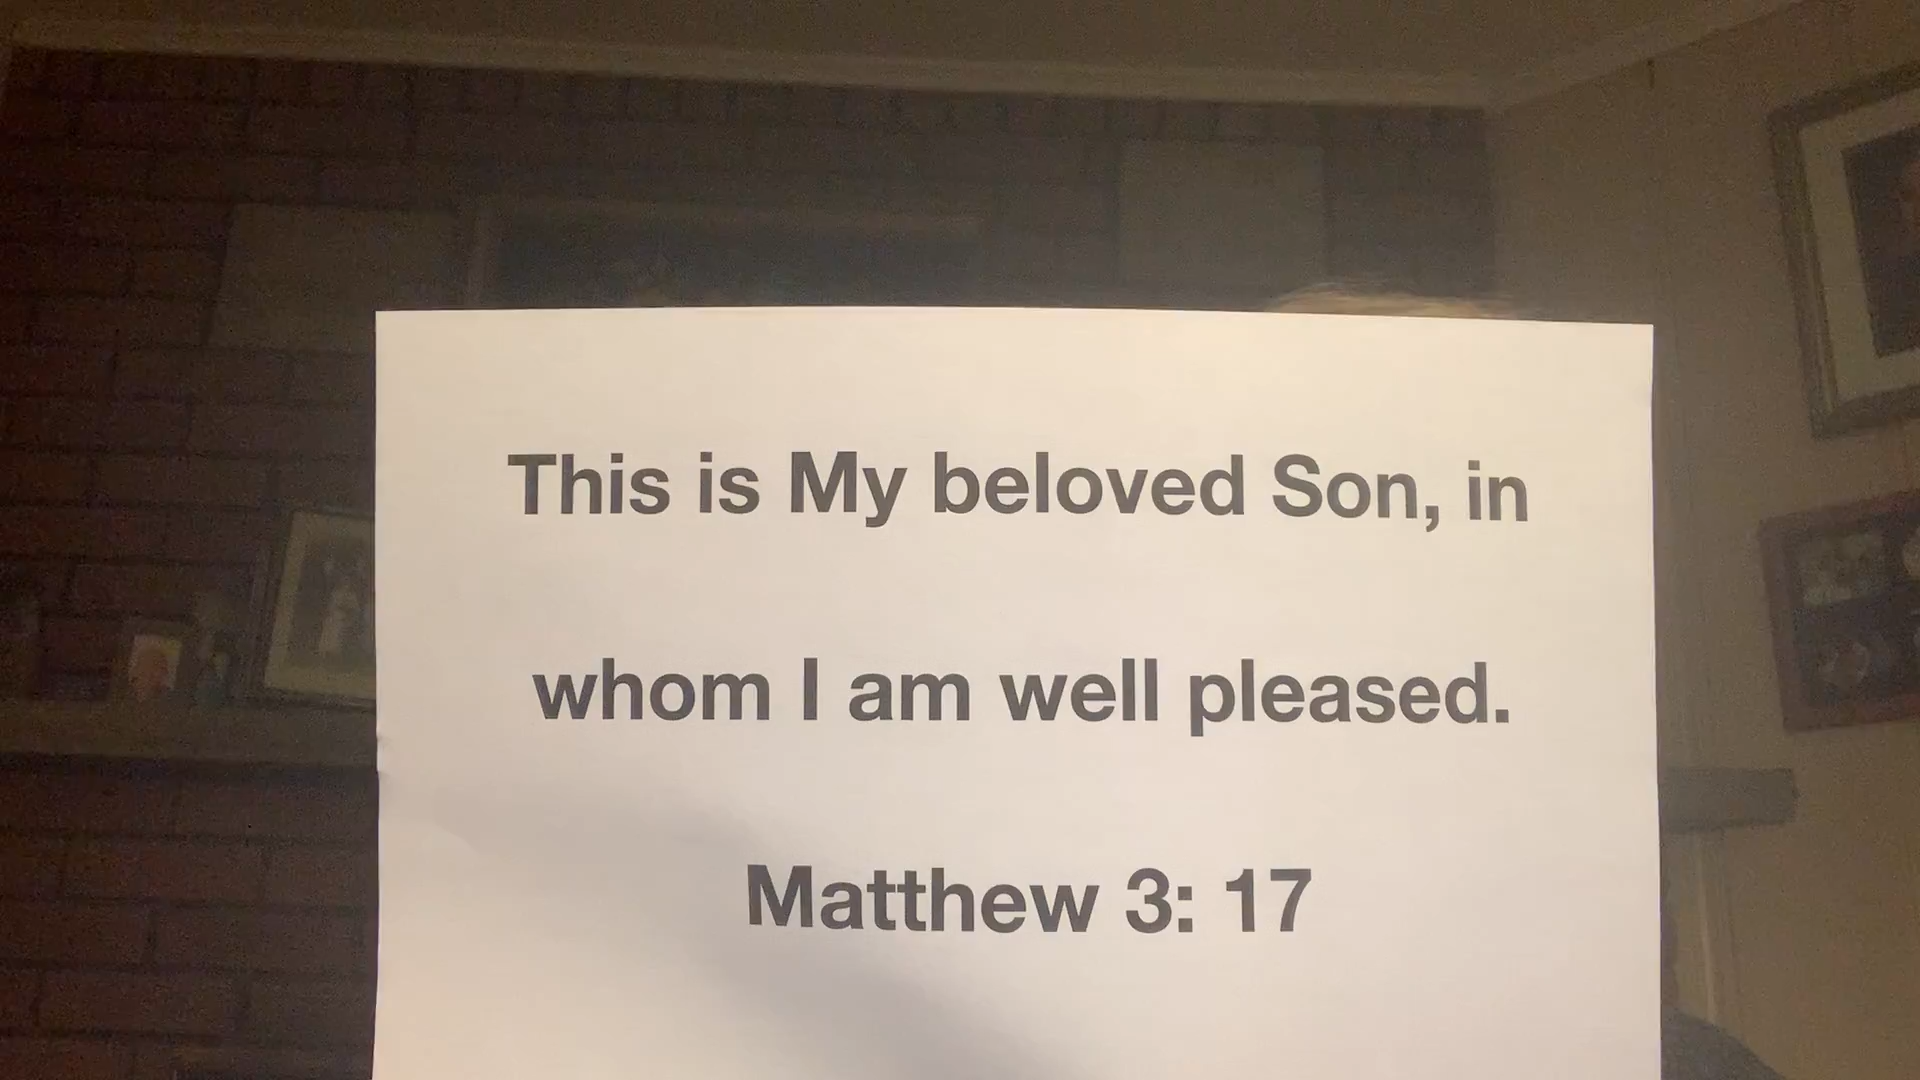 This is My beloved Son, in
whom I am well pleased.
Matthew 3: 17